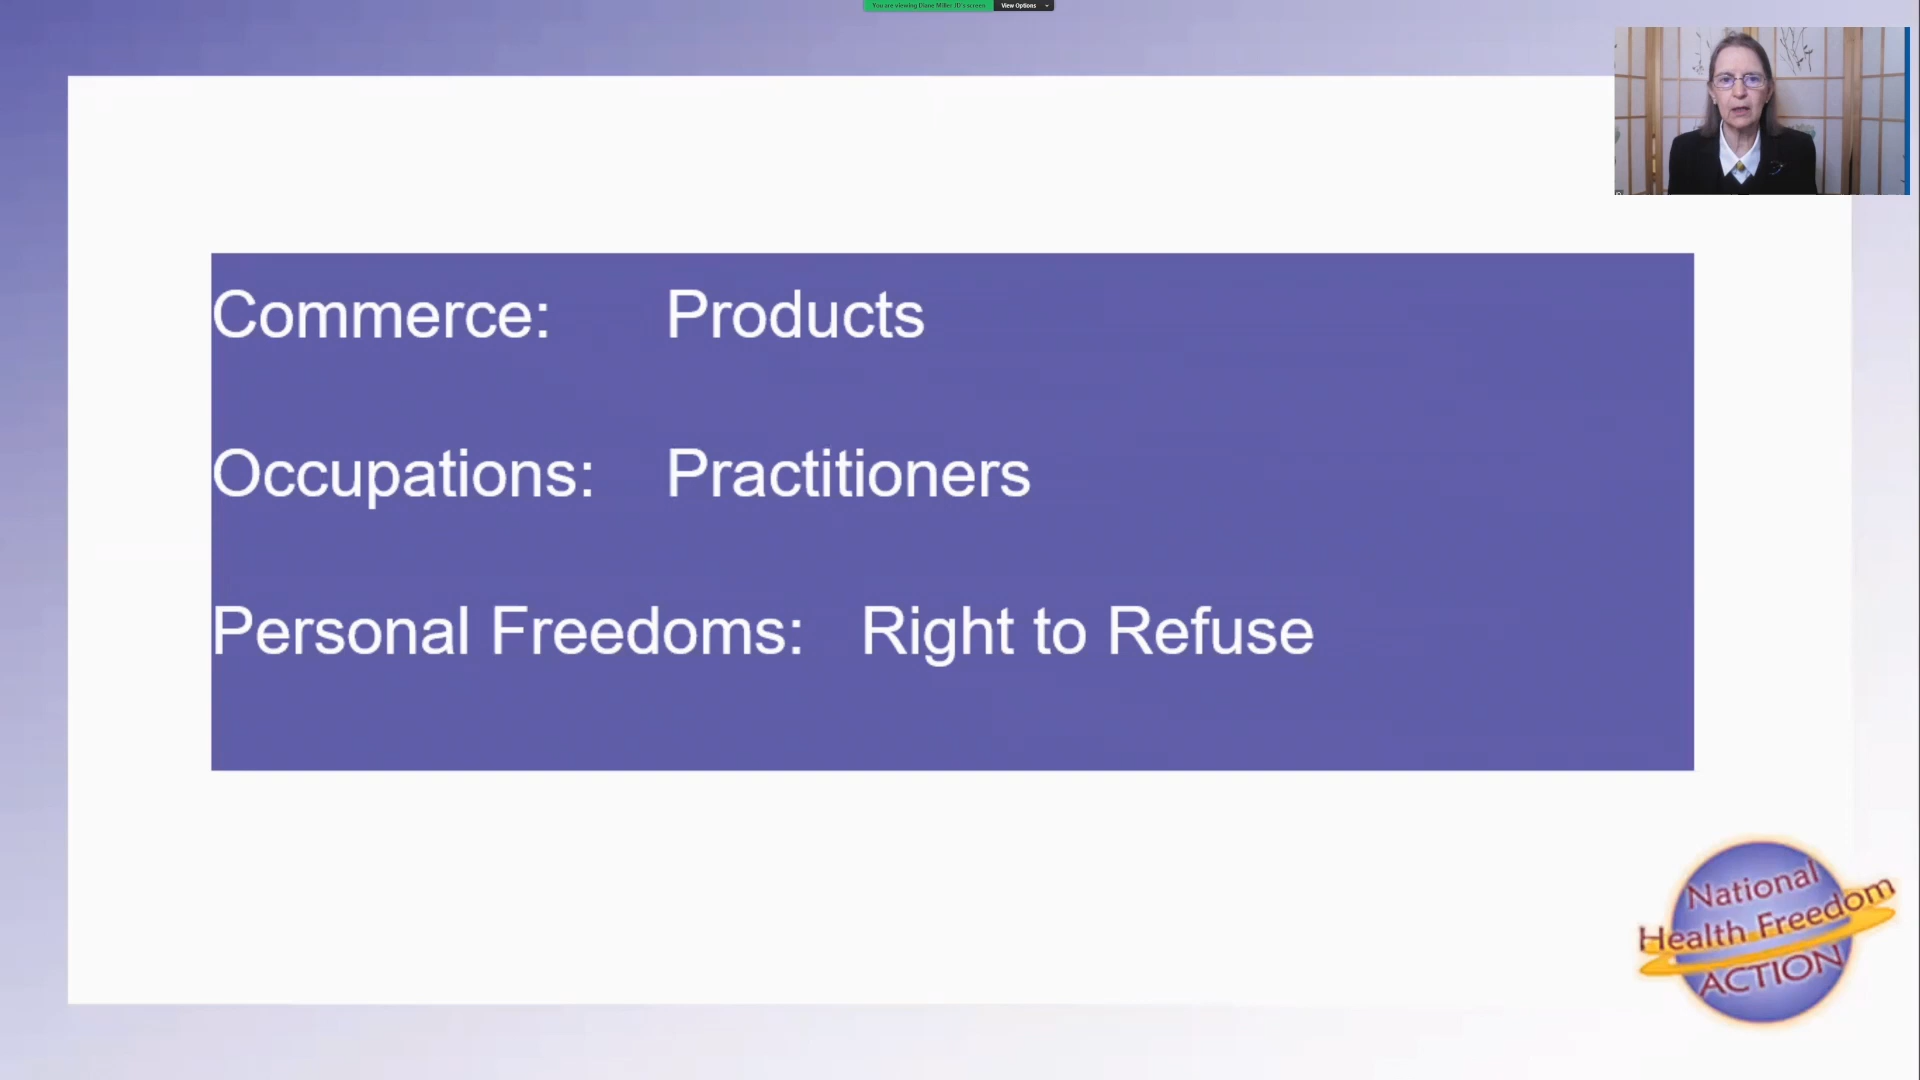 You are viewing Diane Miller JD's screen View Options
Commerce: Products
Occupations: Practitioners
Personal Freedoms: Right to Refuse
National
Health Freedom
ACTION